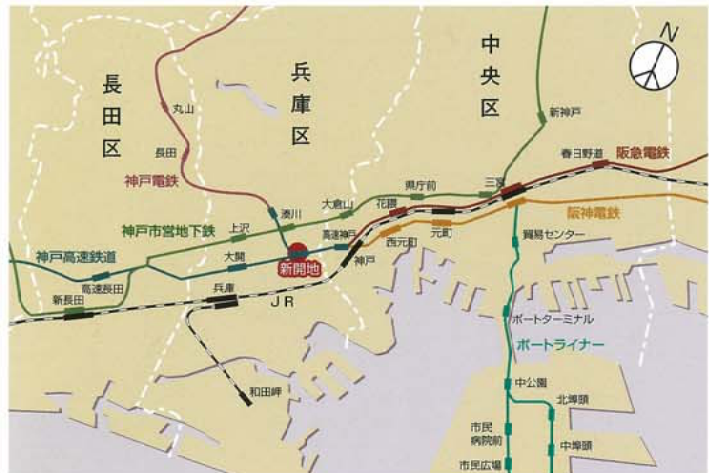 N
長田区
兵庫区
中央区
丸山
長田
神戸電鉄
新神戸
春日野道
阪急電鉄
三宮
県庁前
花隈
大倉山
湊川
神戸市営地下鉄
上沢
高速神戸
西元町
元町
阪神電鉄
貿易センター
神戸高速鉄道
高速長田
大開
新開地
神戸
新長田
兵庫
JR
ポートターミナル
ポートライナー
和田岬
中公園
北埠頭
市民
病院前
中埠頭
市民広場